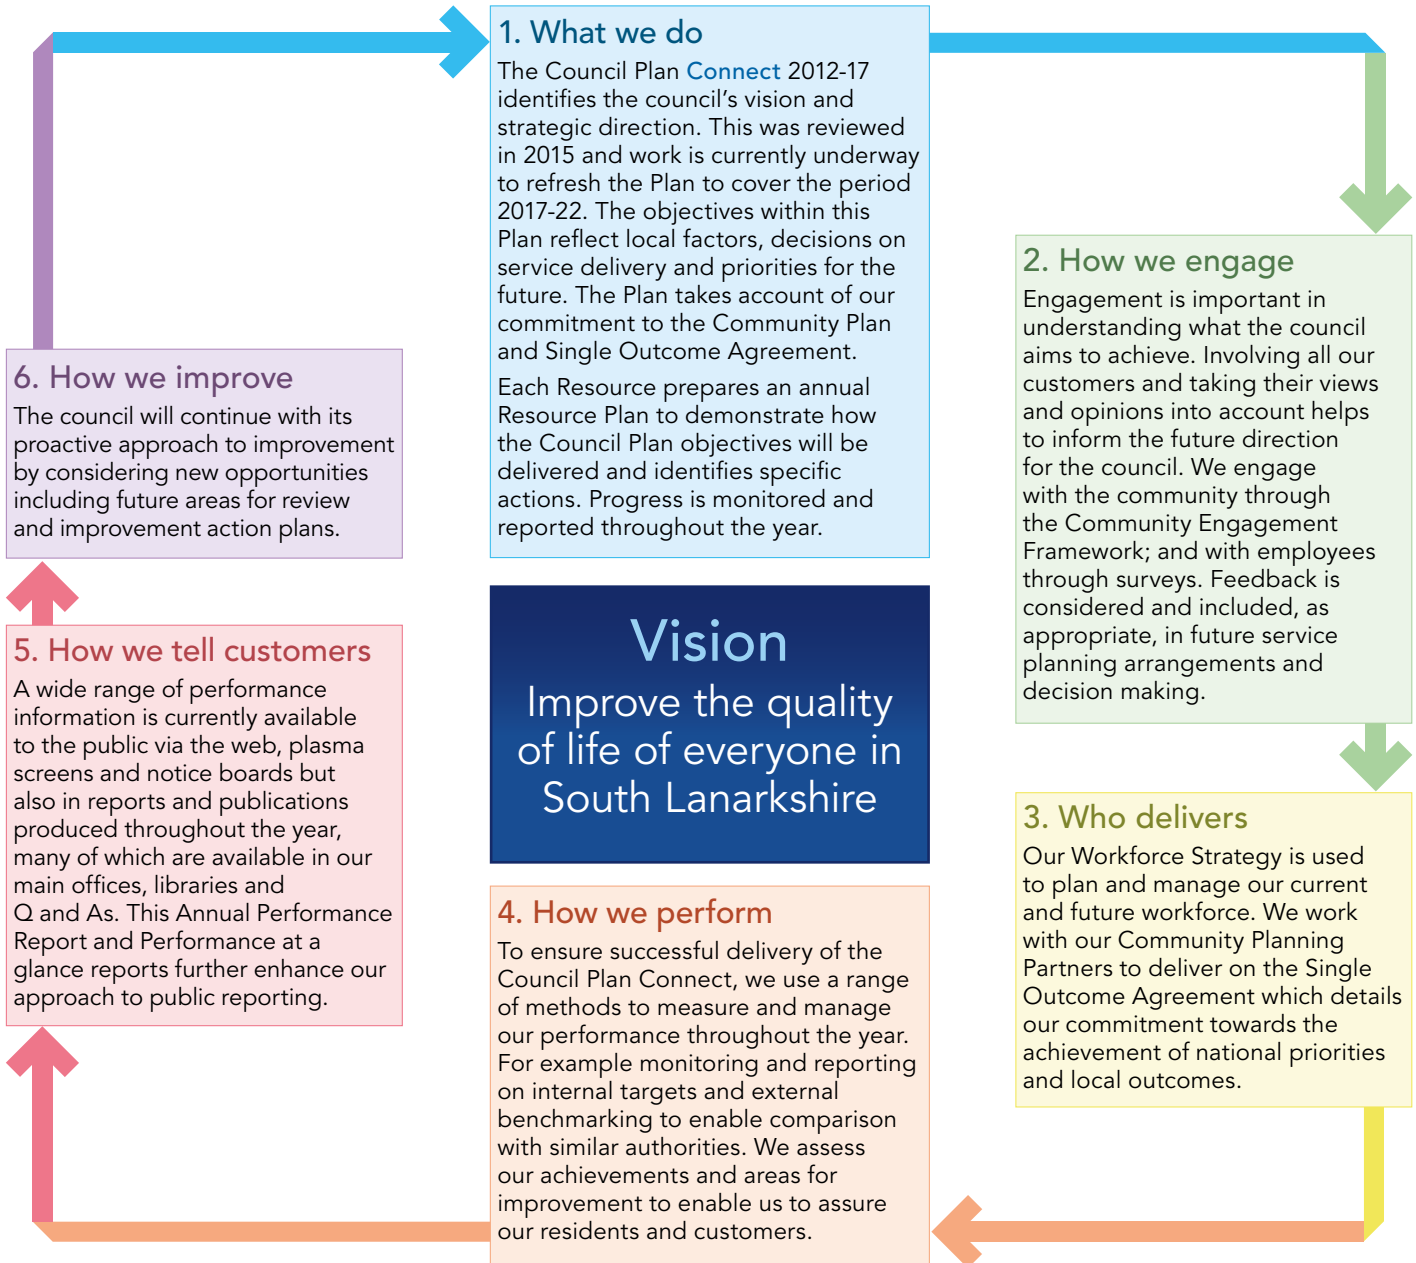 1. What we do
The Council Plan Connect 2012-17
identifies the council’s vision and
strategic direction. This was reviewed
in 2015 and work is currently underway
to refresh the Plan to cover the period
2017-22. The objectives within this
Plan reflect local factors, decisions on
service delivery and priorities for the
future. The Plan takes account of our
commitment to the Community Plan
and Single Outcome Agreement.
Each Resource prepares an annual
Resource Plan to demonstrate how
the Council Plan objectives will be
delivered and identifies specific
actions. Progress is monitored and
reported throughout the year.
2. How we engage
Engagement is important in
understanding what the council
aims to achieve. Involving all our
customers and taking their views
and opinions into account helps
to inform the future direction
for the council. We engage
with the community through
the Community Engagement
Framework; and with employees
through surveys. Feedback is
considered and included, as
appropriate, in future service
planning arrangements and
decision making.
3. Who delivers
Our Workforce Strategy is used
to plan and manage our current
and future workforce. We work
with our Community Planning
Partners to deliver on the Single
Outcome Agreement which details
our commitment towards the
achievement of national priorities
and local outcomes.
4. How we perform
To ensure successful delivery of the
Council Plan Connect, we use a range
of methods to measure and manage
our performance throughout the year.
For example monitoring and reporting
on internal targets and external
benchmarking to enable comparison
with similar authorities. We assess
our achievements and areas for
improvement to enable us to assure
our residents and customers.
5. How we tell customers
A wide range of performance
information is currently available
to the public via the web, plasma
screens and notice boards but
also in reports and publications
produced throughout the year,
many of which are available in our
main offices, libraries and
Q and As. This Annual Performance
Report and Performance at a
glance reports further enhance our
approach to public reporting.
6. How we improve
The council will continue with its
proactive approach to improvement
by considering new opportunities
including future areas for review
and improvement action plans.
Vision
Improve the quality
of life of everyone in
South Lanarkshire